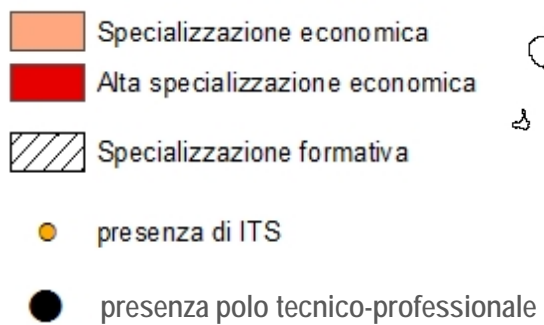 Specializzazione economica
Alta specializzazione economica
Specializzazione formativa
presenza di ITS
presenza polo tecnico-professionale